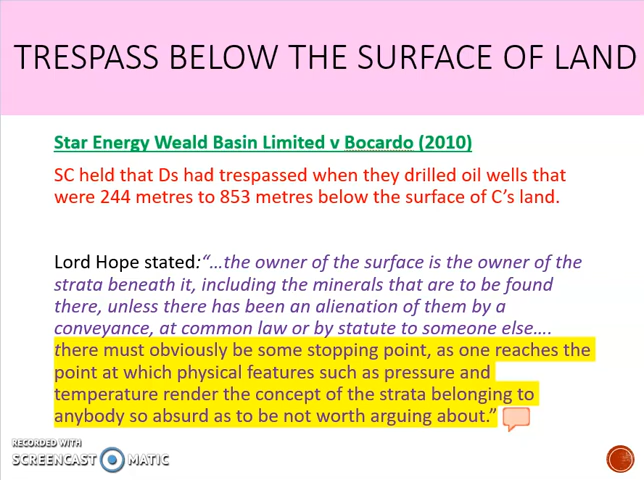 TRESPASS BELOW THE SURFACE OF LAND
Star Energy Weald Basin Limited v Bocardo (2010)
SC held that Ds had trespassed when they drilled oil wells that
were 244 metres to 853 metres below the surface of C's land.
Lord Hope stated:“…the owner of the surface is the owner of the
strata beneath it, including the minerals that are to be found
there, unless there has been an alienation of them by a
conveyance, at common law or by statute to someone else….
there must obviously be some stopping point, as one reaches the
point at which physical features such as pressure and
temperature render the concept of the strata belonging to
anybody so absurd as to be not worth arguing about.”
RECORDED WITH
SCREENCAST MATIC